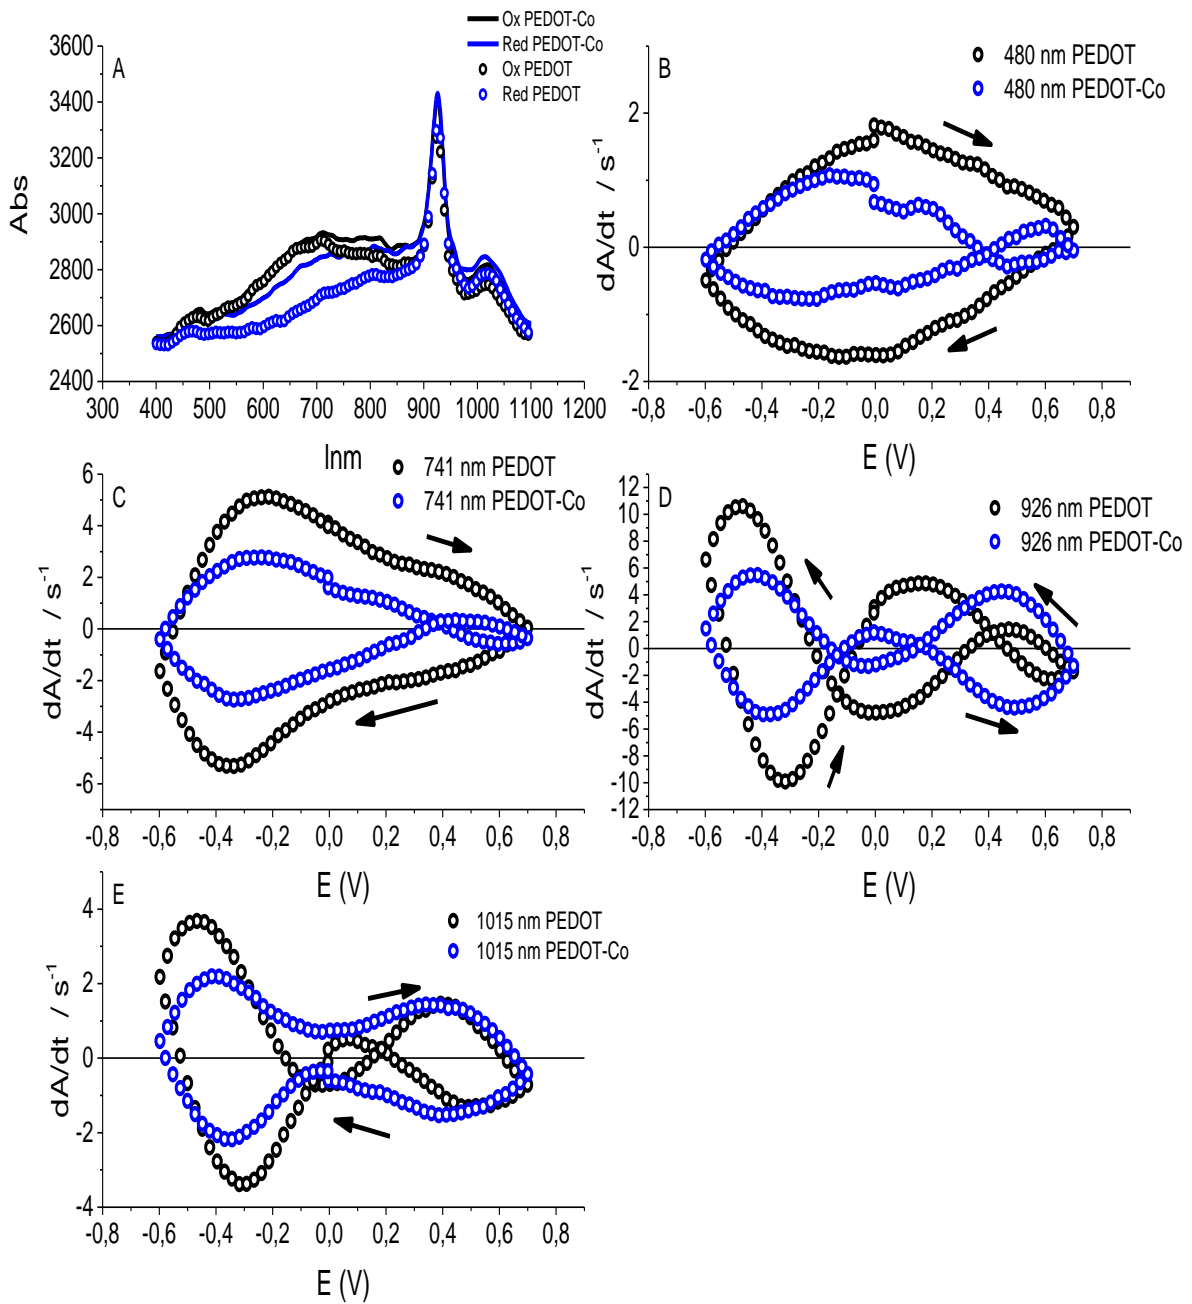 Ox PEDOT-Co
Red PEDOT-Co
Ox PEDOT
Red PEDOT
A
Abs
3600
3400
3200
3000
2800
2600
2400
300 400 500 600 700 800 900 1000 1100 1200
lnm
B
480 nm PEDOT
480 nm PEDOT-Co
dA/dt / s⁻¹
2
0
-2
-0,8 -0,6 -0,4 -0,2 0,0 0,2 0,4 0,6 0,8
E (V)
C
741 nm PEDOT
741 nm PEDOT-Co
dA/dt / s⁻¹
6
4
2
0
-2
-4
-6
-0,8 -0,6 -0,4 -0,2 0,0 0,2 0,4 0,6 0,8
E (V)
D
926 nm PEDOT
926 nm PEDOT-Co
dA/dt / s⁻¹
12
10
8
6
4
2
0
-2
-4
-6
-8
-10
-12
-0,8 -0,6 -0,4 -0,2 0,0 0,2 0,4 0,6 0,8
E (V)
E
1015 nm PEDOT
1015 nm PEDOT-Co
dA/dt / s⁻¹
4
2
0
-2
-4
-0,8 -0,6 -0,4 -0,2 0,0 0,2 0,4 0,6 0,8
E (V)